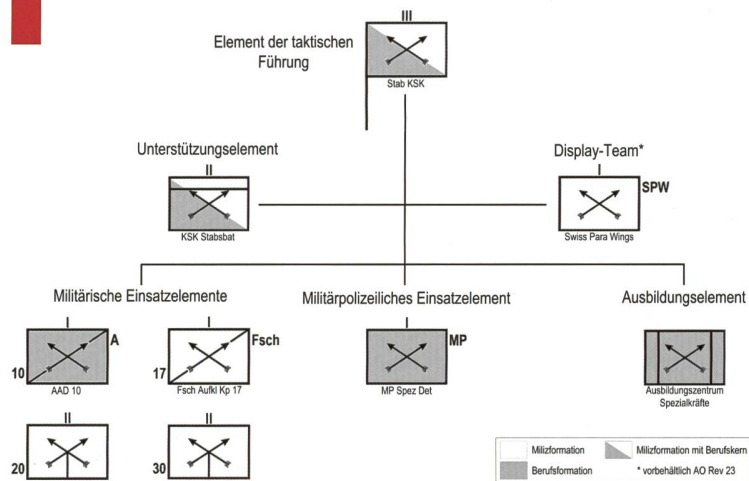 III
Element der taktischen
Führung
Stab KSK
Unterstützungselement
II
KSK Stabsbat
Display-Team*
I
SPW
Swiss Para Wings
Militärische Einsatzelemente
I
A
10
AAD 10
I
Fsch
17
Fsch Aufkl Kp 17
Militärpolizeiliches Einsatzelement
I
MP
MP Spez Det
Ausbildungselement
Ausbildungszentrum
Spezialkräfte
II
20
II
30
Milizformation
Milizformation mit Berufskern
Berufsformation
* vorbehältlich AO Rev 23